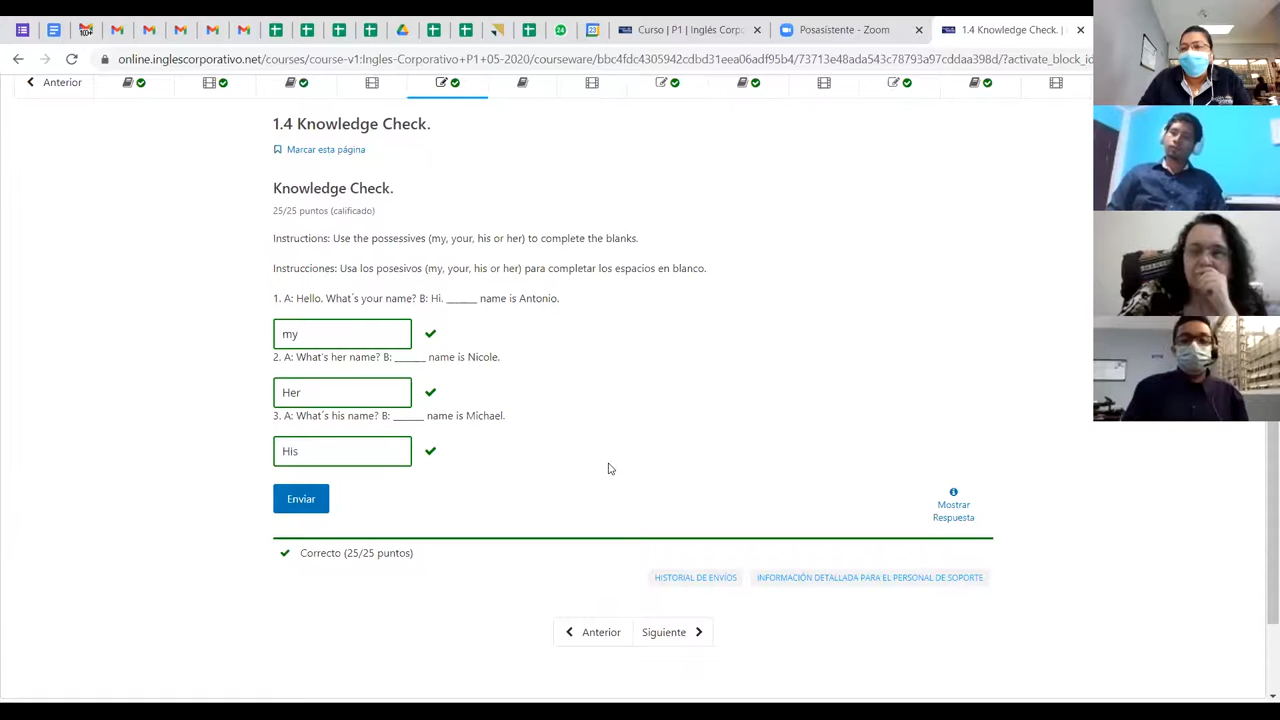 Curso | P1 | Inglés Corp
Posasistente - Zoom
1.4 Knowledge Check. |
online.inglescorporativo.net/courses/course-v1:Ingles-Corporativo+P1+05-2020/courseware/bbc4fdc4305942cdbd31eea06adf95b4/73713e48ada543c78793a97cddaa398d/?activate_block_id
Anterior
1.4 Knowledge Check.
Marcar esta página
Knowledge Check.
25/25 puntos (calificado)
Instructions: Use the possessives (my, your, his or her) to complete the blanks.
Instrucciones: Usa los posesivos (my, your, his or her) para completar los espacios en blanco.
1. A: Hello, What´s your name? B: Hi. ______ name is Antonio.
my
2. A: What's her name? B: ______ name is Nicole.
Her
3. A: What´s his name? B: ______ name is Michael.
His
Enviar
Mostrar
Respuesta
Correcto (25/25 puntos)
HISTORIAL DE ENVÍOS
INFORMACIÓN DETALLADA PARA EL PERSONAL DE SOPORTE
Anterior
Siguiente